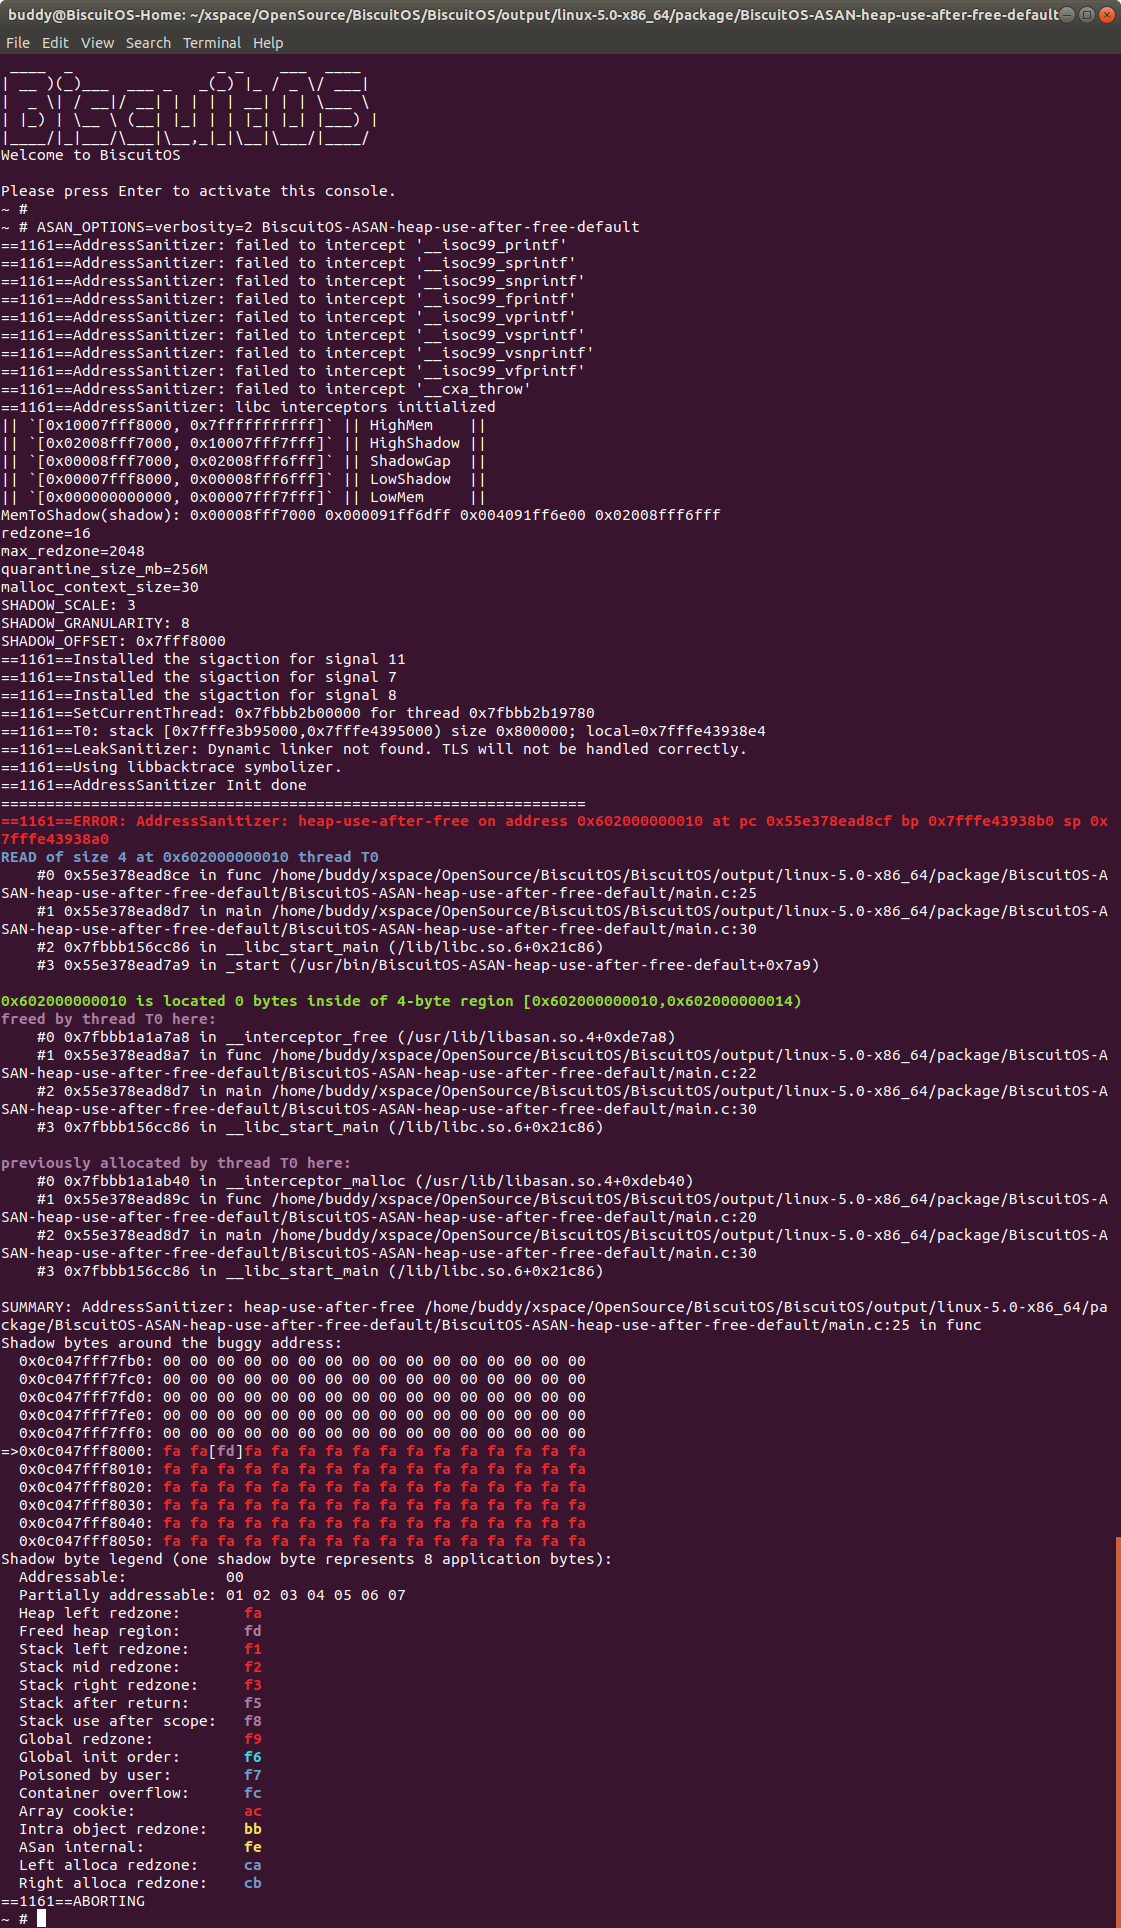 buddy@BiscuitOS-Home: ~/xspace/OpenSource/BiscuitOS/BiscuitOS/output/linux-5.0-x86_64/package/BiscuitOS-ASAN-heap-use-after-free-default
File Edit View Search Terminal Help
 ____  _                _ _    ___  ____
| __ )(_)___  ___ _   _(_) |_ / _ \/ ___|
|  _ \| / __|/ __| | | | | __| | | \___ \
| |_) | \__ \ (__| |_| | | |_| |_| |___) |
|____/|_|___/\___|\__,_|_|\__|\___/|____/
Welcome to BiscuitOS
Please press Enter to activate this console.
~ #
~ # ASAN_OPTIONS=verbosity=2 BiscuitOS-ASAN-heap-use-after-free-default
==1161==AddressSanitizer: failed to intercept '__isoc99_printf'
==1161==AddressSanitizer: failed to intercept '__isoc99_sprintf'
==1161==AddressSanitizer: failed to intercept '__isoc99_snprintf'
==1161==AddressSanitizer: failed to intercept '__isoc99_fprintf'
==1161==AddressSanitizer: failed to intercept '__isoc99_vprintf'
==1161==AddressSanitizer: failed to intercept '__isoc99_vsprintf'
==1161==AddressSanitizer: failed to intercept '__isoc99_vsnprintf'
==1161==AddressSanitizer: failed to intercept '__isoc99_vfprintf'
==1161==AddressSanitizer: failed to intercept '__cxa_throw'
==1161==AddressSanitizer: libc interceptors initialized
|| `[0x10007fff8000, 0x7fffffffffff]` || HighMem    ||
|| `[0x02008fff7000, 0x10007fff7fff]` || HighShadow ||
|| `[0x00008fff7000, 0x02008fff6fff]` || ShadowGap  ||
|| `[0x00007fff8000, 0x00008fff6fff]` || LowShadow  ||
|| `[0x000000000000, 0x00007fff7fff]` || LowMem     ||
MemToShadow(shadow): 0x00008fff7000 0x000091ff6dff 0x004091ff6e00 0x02008fff6fff
redzone=16
max_redzone=2048
quarantine_size_mb=256M
malloc_context_size=30
SHADOW_SCALE: 3
SHADOW_GRANULARITY: 8
SHADOW_OFFSET: 0x7fff8000
==1161==Installed the sigaction for signal 11
==1161==Installed the sigaction for signal 7
==1161==Installed the sigaction for signal 8
==1161==SetCurrentThread: 0x7fbbb2b00000 for thread 0x7fbbb2b19780
==1161==T0: stack [0x7fffe3b95000,0x7fffe4395000) size 0x800000; local=0x7fffe43938e4
==1161==LeakSanitizer: Dynamic linker not found. TLS will not be handled correctly.
==1161==Using libbacktrace symbolizer.
==1161==AddressSanitizer Init done
=================================================================
==1161==ERROR: AddressSanitizer: heap-use-after-free on address 0x602000000010 at pc 0x55e378ead8cf bp 0x7fffe43938b0 sp 0x
7fffe43938a0
READ of size 4 at 0x602000000010 thread T0
    #0 0x55e378ead8ce in func /home/buddy/xspace/OpenSource/BiscuitOS/BiscuitOS/output/linux-5.0-x86_64/package/BiscuitOS-A
SAN-heap-use-after-free-default/BiscuitOS-ASAN-heap-use-after-free-default/main.c:25
    #1 0x55e378ead8d7 in main /home/buddy/xspace/OpenSource/BiscuitOS/BiscuitOS/output/linux-5.0-x86_64/package/BiscuitOS-A
SAN-heap-use-after-free-default/BiscuitOS-ASAN-heap-use-after-free-default/main.c:30
    #2 0x7fbbb156cc86 in __libc_start_main (/lib/libc.so.6+0x21c86)
    #3 0x55e378ead7a9 in _start (/usr/bin/BiscuitOS-ASAN-heap-use-after-free-default+0x7a9)
0x602000000010 is located 0 bytes inside of 4-byte region [0x602000000010,0x602000000014)
freed by thread T0 here:
    #0 0x7fbbb1a1a7a8 in __interceptor_free (/usr/lib/libasan.so.4+0xde7a8)
    #1 0x55e378ead8a7 in func /home/buddy/xspace/OpenSource/BiscuitOS/BiscuitOS/output/linux-5.0-x86_64/package/BiscuitOS-A
SAN-heap-use-after-free-default/BiscuitOS-ASAN-heap-use-after-free-default/main.c:22
    #2 0x55e378ead8d7 in main /home/buddy/xspace/OpenSource/BiscuitOS/BiscuitOS/output/linux-5.0-x86_64/package/BiscuitOS-A
SAN-heap-use-after-free-default/BiscuitOS-ASAN-heap-use-after-free-default/main.c:30
    #3 0x7fbbb156cc86 in __libc_start_main (/lib/libc.so.6+0x21c86)
previously allocated by thread T0 here:
    #0 0x7fbbb1a1ab40 in __interceptor_malloc (/usr/lib/libasan.so.4+0xdeb40)
    #1 0x55e378ead89c in func /home/buddy/xspace/OpenSource/BiscuitOS/BiscuitOS/output/linux-5.0-x86_64/package/BiscuitOS-A
SAN-heap-use-after-free-default/BiscuitOS-ASAN-heap-use-after-free-default/main.c:20
    #2 0x55e378ead8d7 in main /home/buddy/xspace/OpenSource/BiscuitOS/BiscuitOS/output/linux-5.0-x86_64/package/BiscuitOS-A
SAN-heap-use-after-free-default/BiscuitOS-ASAN-heap-use-after-free-default/main.c:30
    #3 0x7fbbb156cc86 in __libc_start_main (/lib/libc.so.6+0x21c86)
SUMMARY: AddressSanitizer: heap-use-after-free /home/buddy/xspace/OpenSource/BiscuitOS/BiscuitOS/output/linux-5.0-x86_64/pa
ckage/BiscuitOS-ASAN-heap-use-after-free-default/BiscuitOS-ASAN-heap-use-after-free-default/main.c:25 in func
Shadow bytes around the buggy address:
  0x0c047fff7fb0: 00 00 00 00 00 00 00 00 00 00 00 00 00 00 00 00
  0x0c047fff7fc0: 00 00 00 00 00 00 00 00 00 00 00 00 00 00 00 00
  0x0c047fff7fd0: 00 00 00 00 00 00 00 00 00 00 00 00 00 00 00 00
  0x0c047fff7fe0: 00 00 00 00 00 00 00 00 00 00 00 00 00 00 00 00
  0x0c047fff7ff0: 00 00 00 00 00 00 00 00 00 00 00 00 00 00 00 00
=>0x0c047fff8000: fa fa[fd]fa fa fa fa fa fa fa fa fa fa fa fa fa
  0x0c047fff8010: fa fa fa fa fa fa fa fa fa fa fa fa fa fa fa fa
  0x0c047fff8020: fa fa fa fa fa fa fa fa fa fa fa fa fa fa fa fa
  0x0c047fff8030: fa fa fa fa fa fa fa fa fa fa fa fa fa fa fa fa
  0x0c047fff8040: fa fa fa fa fa fa fa fa fa fa fa fa fa fa fa fa
  0x0c047fff8050: fa fa fa fa fa fa fa fa fa fa fa fa fa fa fa fa
Shadow byte legend (one shadow byte represents 8 application bytes):
  Addressable:           00
  Partially addressable: 01 02 03 04 05 06 07
  Heap left redzone:       fa
  Freed heap region:       fd
  Stack left redzone:      f1
  Stack mid redzone:       f2
  Stack right redzone:     f3
  Stack after return:      f5
  Stack use after scope:   f8
  Global redzone:          f9
  Global init order:       f6
  Poisoned by user:        f7
  Container overflow:      fc
  Array cookie:            ac
  Intra object redzone:    bb
  ASan internal:           fe
  Left alloca redzone:     ca
  Right alloca redzone:    cb
==1161==ABORTING
~ #